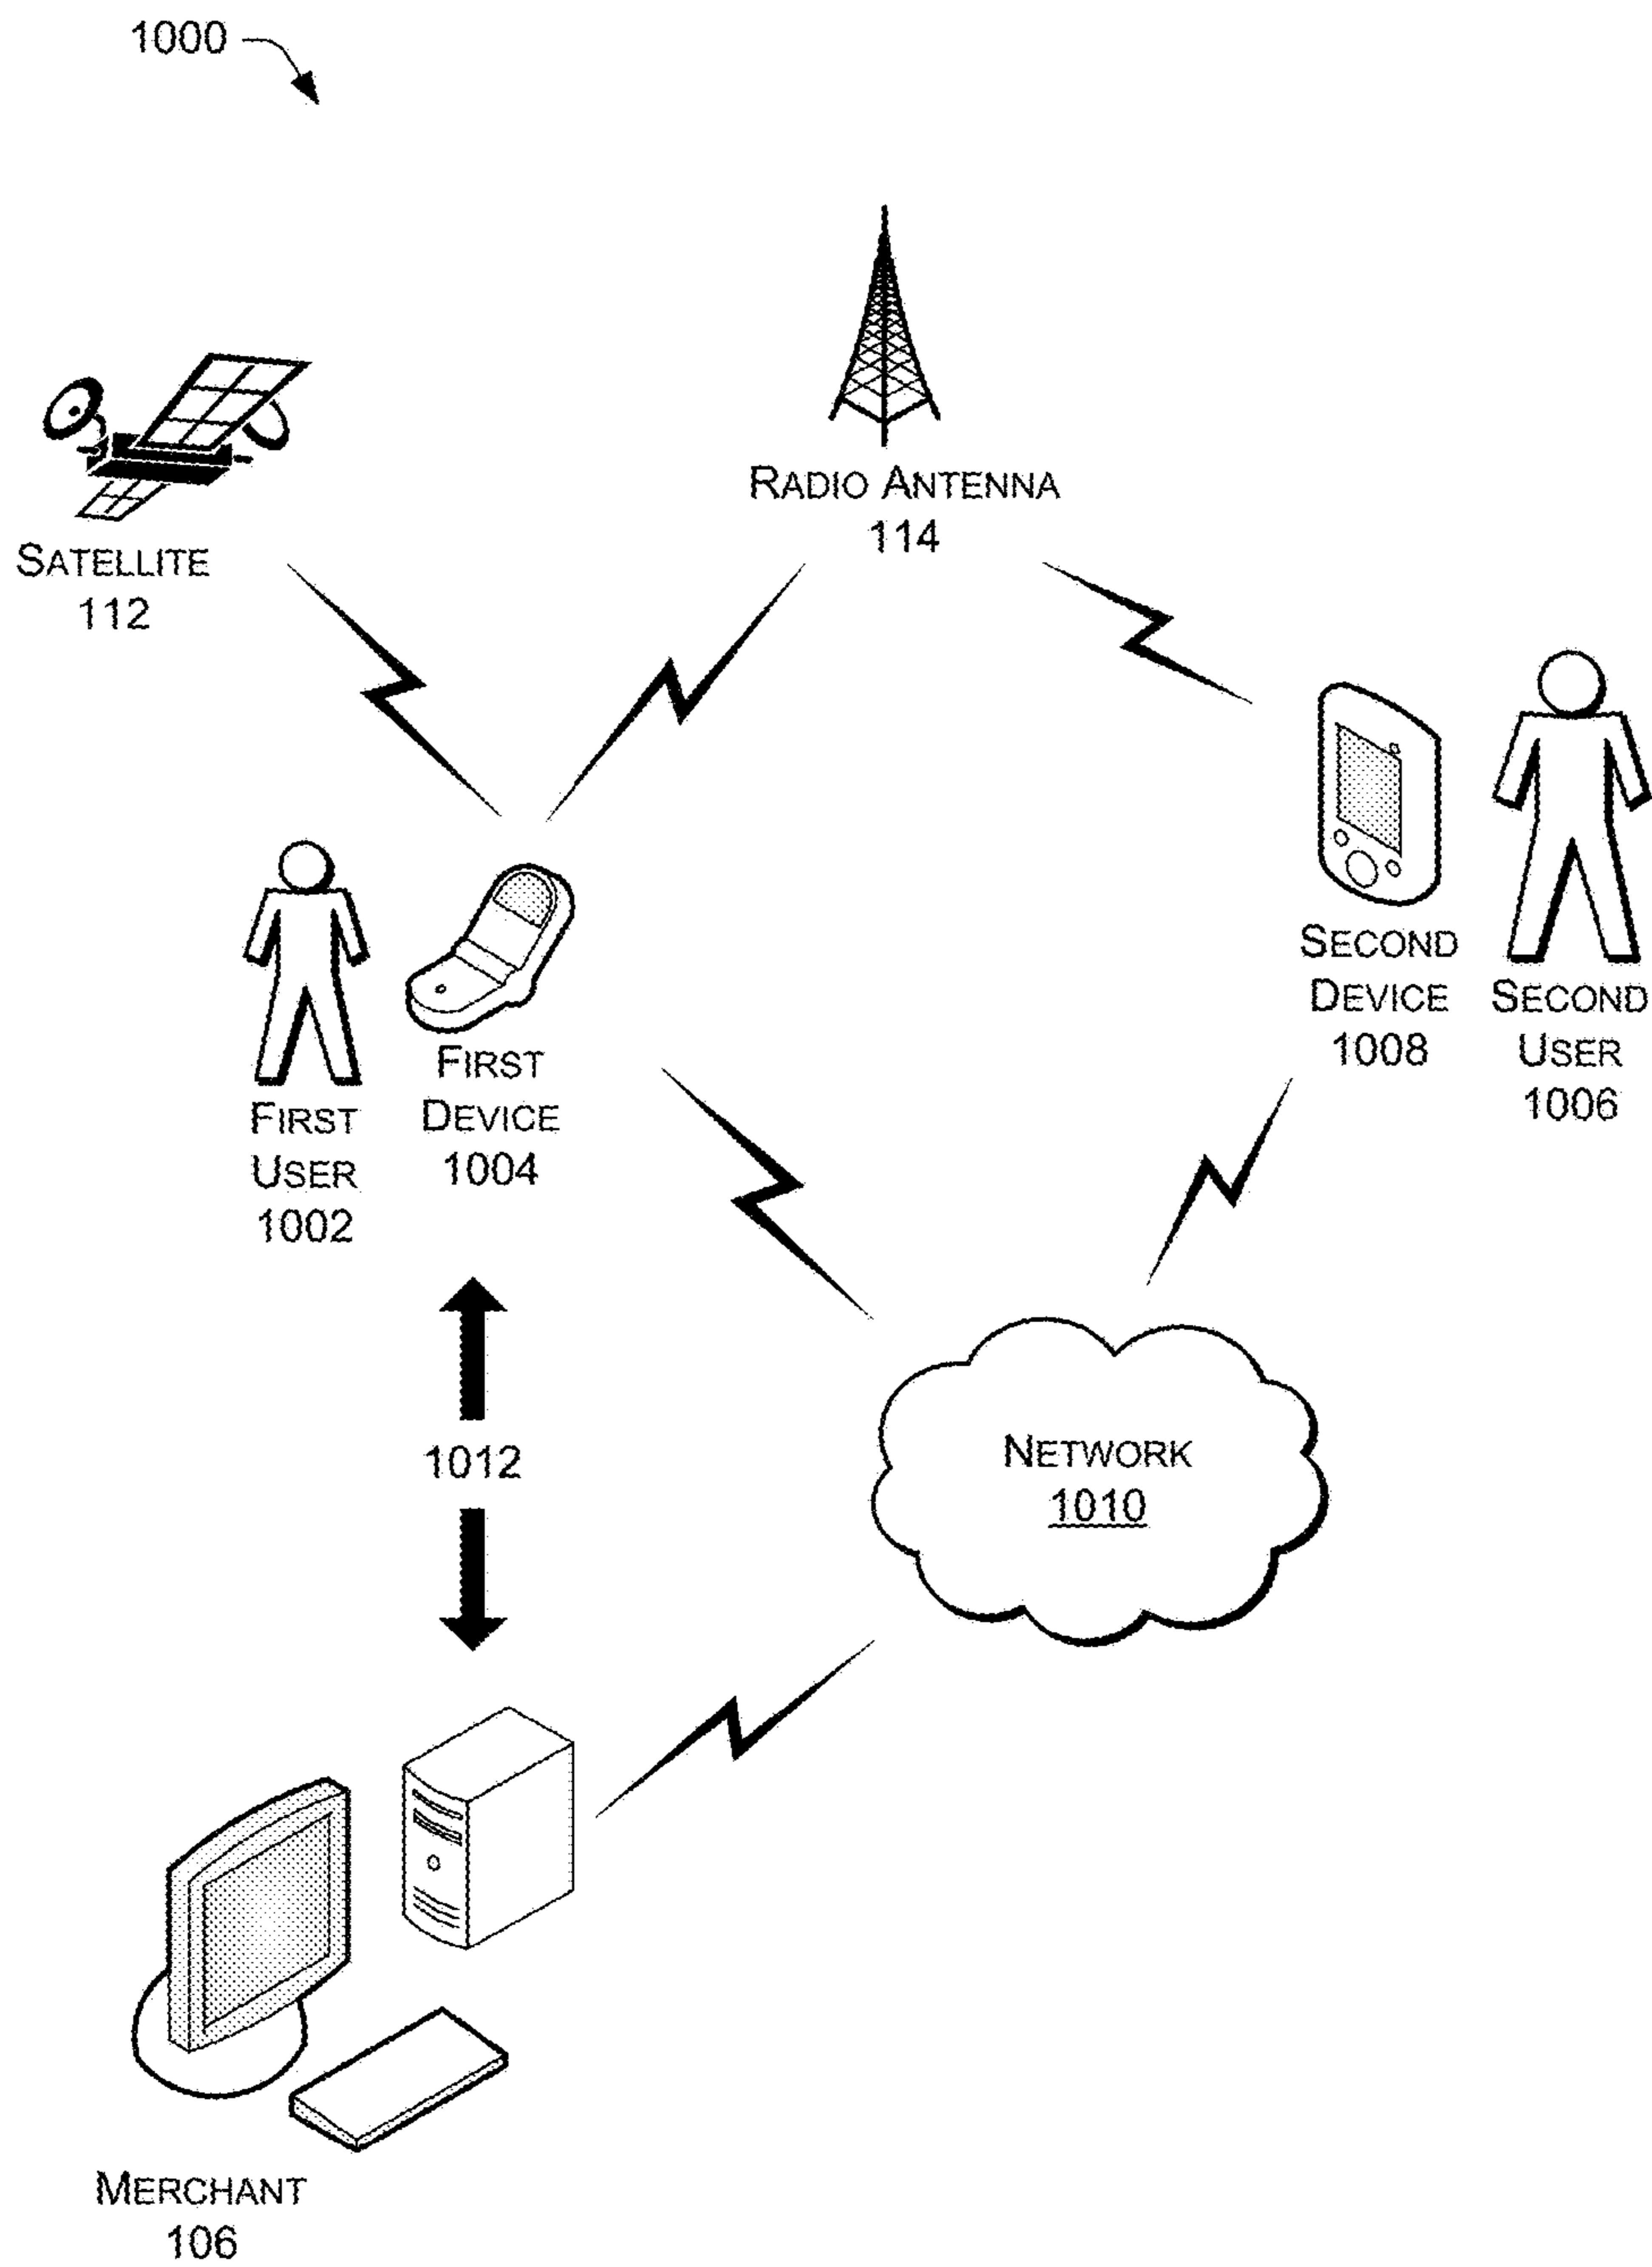 1000
RADIO ANTENNA
114
SATELLITE
112
SECOND
DEVICE
1008
SECOND
USER
1006
FIRST
DEVICE
1004
FIRST
USER
1002
1012
NETWORK
1010
MERCHANT
106